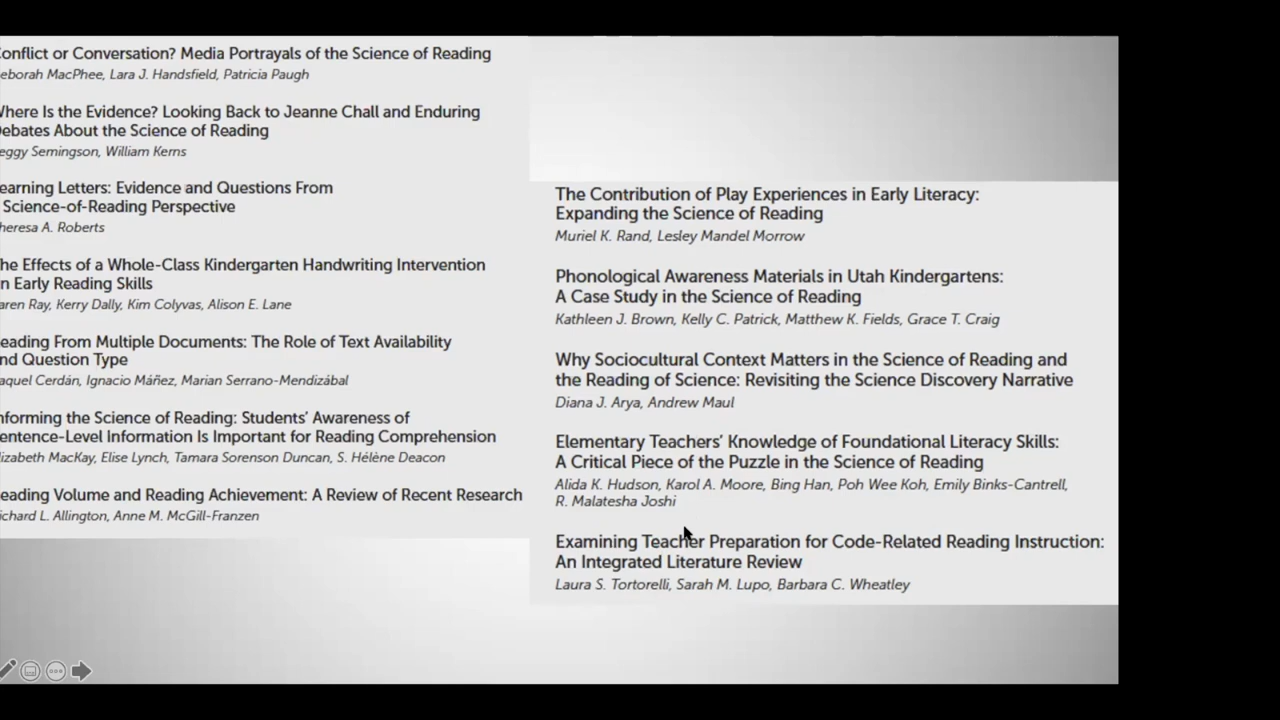 onflict or Conversation? Media Portrayals of the Science of Reading
eborah MacPhee, Lara J. Handsfield, Patricia Paugh
Where Is the Evidence? Looking Back to Jeanne Chall and Enduring
Debates About the Science of Reading
eggy Semingson, William Kerns
earning Letters: Evidence and Questions From
Science-of-Reading Perspective
heresa A. Roberts
he Effects of a Whole-Class Kindergarten Handwriting Intervention
n Early Reading Skills
aren Ray, Kerry Dally, Kim Colyvas, Alison E. Lane
eading From Multiple Documents: The Role of Text Availability
nd Question Type
aquel Cerdán, Ignacio Máñez, Marian Serrano-Mendizábal
nforming the Science of Reading: Students' Awareness of
entence-Level Information Is Important for Reading Comprehension
lizabeth MacKay, Elise Lynch, Tamara Sorenson Duncan, S. Hélène Deacon
eading Volume and Reading Achievement: A Review of Recent Research
ichard L. Allington, Anne M. McGill-Franzen
The Contribution of Play Experiences in Early Literacy:
Expanding the Science of Reading
Muriel K. Rand, Lesley Mandel Morrow
Phonological Awareness Materials in Utah Kindergartens:
A Case Study in the Science of Reading
Kathleen J. Brown, Kelly C. Patrick, Matthew K. Fields, Grace T. Craig
Why Sociocultural Context Matters in the Science of Reading and
the Reading of Science: Revisiting the Science Discovery Narrative
Diana J. Arya, Andrew Maul
Elementary Teachers' Knowledge of Foundational Literacy Skills:
A Critical Piece of the Puzzle in the Science of Reading
Alida K. Hudson, Karol A. Moore, Bing Han, Poh Wee Koh, Emily Binks-Cantrell,
R. Malatesha Joshi
Examining Teacher Preparation for Code-Related Reading Instruction:
An Integrated Literature Review
Laura S. Tortorelli, Sarah M. Lupo, Barbara C. Wheatley